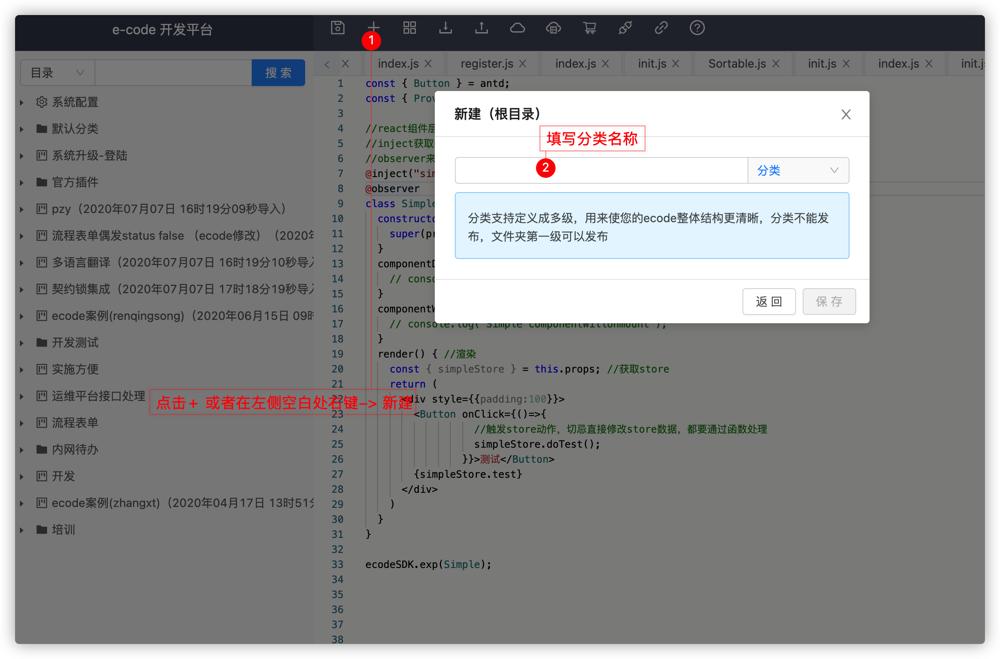 e-code 开发平台
1
目录
搜 索
index.js
register.js
index.js
init.js
Sortable.js
init.js
index.js
init.js
系统配置
默认分类
系统升级-登陆
官方插件
pzy（2020年07月07日 16时19分09秒导入）
流程表单偶发status false （ecode修改）（2020年
多语言翻译（2020年07月07日 16时19分10秒导入
契约锁集成（2020年07月07日 17时18分19秒导入
ecode案例(renqingsong)（2020年06月15日 09时
开发测试
实施方便
运维平台接口处理
流程表单
内网待办
开发
ecode案例(zhangxt)（2020年04月17日 13时51分
培训
点击+ 或者在左侧空白处右键-> 新建
1 const { Button } = antd;
2 const { Prov
3
4 //react组件层
5 //inject获取
6 //observer来
7 @inject("sim
8 @observer
9 class Simple
10 constructo
11 super(pr
12 }
13 componentD
14 // conso
15 }
16 componentW
17 // console.log( Simple componentWillUnmount );
18 }
19 render() { //渲染
20 const { simpleStore } = this.props; //获取store
21 return (
22 <div style={{padding:100}}>
23 <Button onClick={()=>{
24 //触发store动作，切忌直接修改store数据，都要通过函数处理
25 simpleStore.doTest();
26 }}>测试</Button>
27 {simpleStore.test}
28 </div>
29 )
30 }
31 }
32
33 ecodeSDK.exp(Simple);
34
35
36
37
38
新建（根目录）
填写分类名称
2
分类
分类支持定义成多级，用来使您的ecode整体结构更清晰，分类不能发
布，文件夹第一级可以发布
返 回
保 存